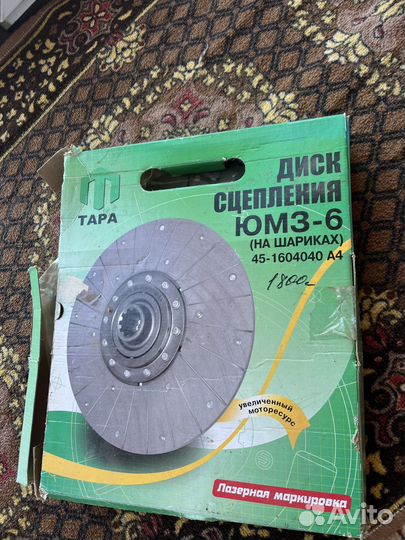 ТАРА
ДИСК
СЦЕПЛЕНИЯ
ЮМЗ-6
(НА ШАРИКАХ)
45-1604040 А4
1800=
увеличенный
моторесурс
Лазерная маркировка
Avito